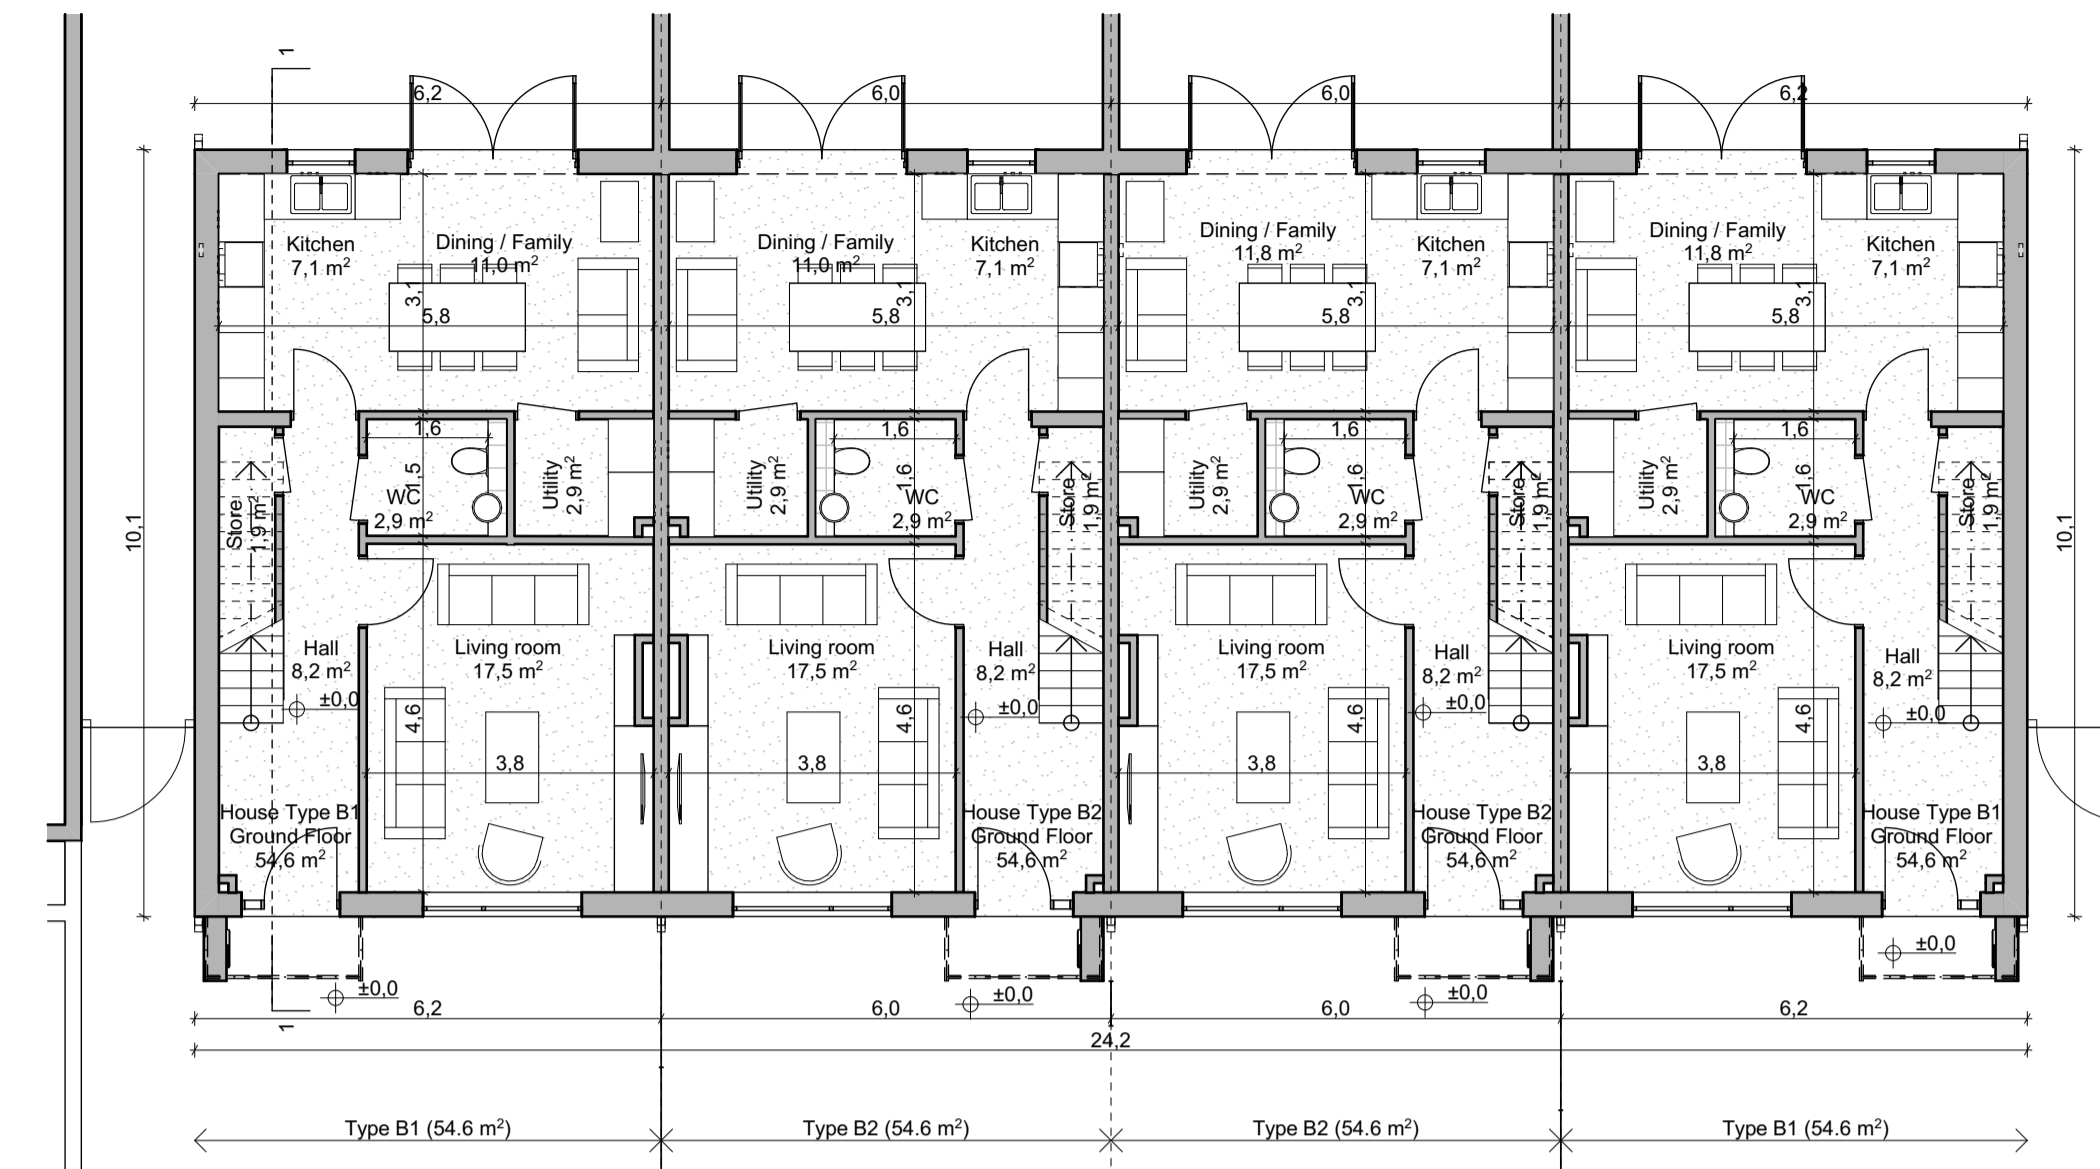 1
6,2
6,0
6,0
6,2
Kitchen
7,1 m²
Dining / Family
11,0 m²
Dining / Family
11,0 m²
Kitchen
7,1 m²
Dining / Family
11,8 m²
Kitchen
7,1 m²
Dining / Family
11,8 m²
Kitchen
7,1 m²
3,1
5,8
3,1
5,8
3,1
5,8
3,1
5,8
10,1
Store
1,9 m²
1,6
1,5
WC
2,9 m²
Utility
2,9 m²
Utility
2,9 m²
1,6
1,6
WC
2,9 m²
Store
1,9 m²
Utility
2,9 m²
1,6
1,6
WC
2,9 m²
Store
1,9 m²
Utility
2,9 m²
1,6
1,6
WC
2,9 m²
Store
1,9 m²
10,1
Hall
8,2 m²
±0,0
Living room
17,5 m²
Living room
17,5 m²
Hall
8,2 m²
±0,0
Living room
17,5 m²
Hall
8,2 m²
±0,0
Living room
17,5 m²
Hall
8,2 m²
±0,0
4,6
3,8
4,6
3,8
4,6
3,8
4,6
3,8
House Type B1
Ground Floor
54,6 m²
House Type B2
Ground Floor
54,6 m²
House Type B2
Ground Floor
54,6 m²
House Type B1
Ground Floor
54,6 m²
±0,0
±0,0
±0,0
±0,0
1
6,2
6,0
6,0
6,2
24,2
Type B1 (54.6 m²)
Type B2 (54.6 m²)
Type B2 (54.6 m²)
Type B1 (54.6 m²)